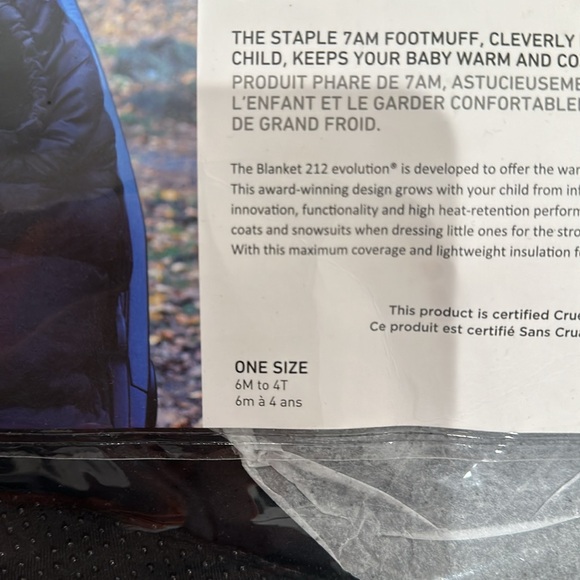 THE STAPLE 7AM FOOTMUFF, CLEVERLY
CHILD, KEEPS YOUR BABY WARM AND CO
PRODUIT PHARE DE 7AM, ASTUCIEUSEME
L'ENFANT ET LE GARDER CONFORTABLE
DE GRAND FROID.
The Blanket 212 evolution® is developed to offer the war
This award-winning design grows with your child from in
innovation, functionality and high heat-retention perform
coats and snowsuits when dressing little ones for the stro
With this maximum coverage and lightweight insulation f
This product is certified Crue
Ce produit est certifié Sans Crua
ONE SIZE
6M to 4T
6m à 4 ans